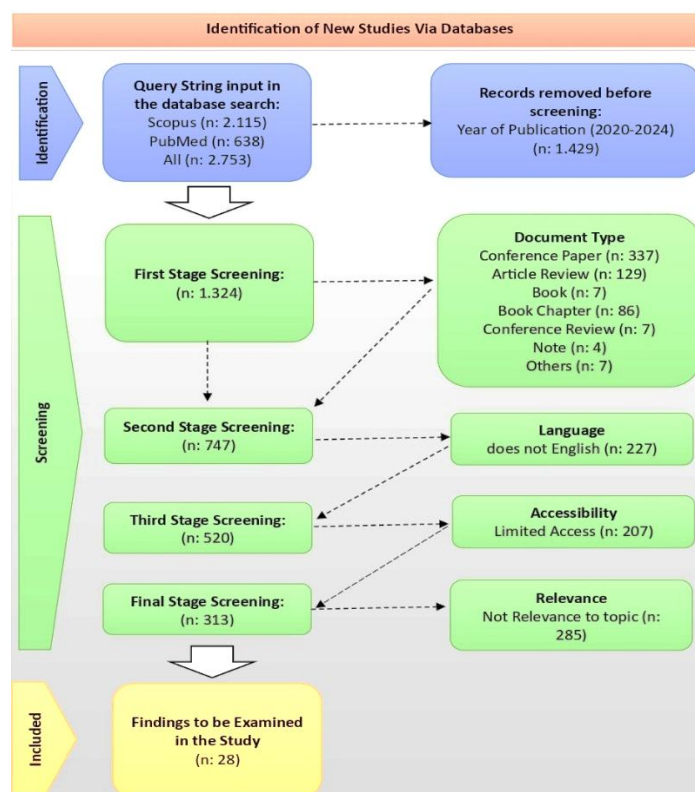 Identification of New Studies Via Databases
Identification
Query String input in
the database search:
Scopus (n: 2.115)
PubMed (n: 638)
All (n: 2.753)
Records removed before
screening:
Year of Publication (2020-2024)
(n: 1.429)
Screening
First Stage Screening:
(n: 1.324)
Document Type
Conference Paper (n: 337)
Article Review (n: 129)
Book (n: 7)
Book Chapter (n: 86)
Conference Review (n: 7)
Note (n: 4)
Others (n: 7)
Second Stage Screening:
(n: 747)
Language
does not English (n: 227)
Third Stage Screening:
(n: 520)
Accessibility
Limited Access (n: 207)
Final Stage Screening:
(n: 313)
Relevance
Not Relevance to topic (n:
285)
Included
Findings to be Examined
in the Study
(n: 28)